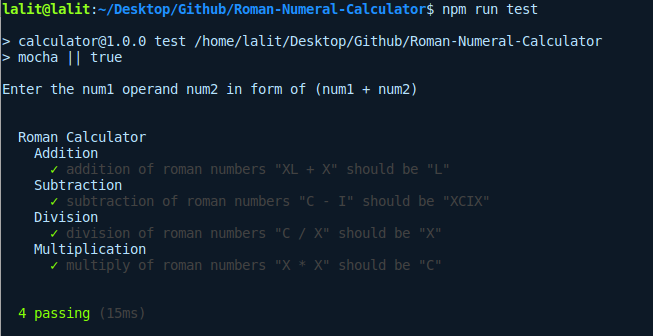 lalit@lalit:~/Desktop/Github/Roman-Numeral-Calculator$ npm run test
> calculator@1.0.0 test /home/lalit/Desktop/Github/Roman-Numeral-Calculator
> mocha || true
Enter the num1 operand num2 in form of (num1 + num2)
Roman Calculator
Addition
✓ addition of roman numbers "XL + X" should be "L"
Subtraction
✓ subtraction of roman numbers "C - I" should be "XCIX"
Division
✓ division of roman numbers "C / X" should be "X"
Multiplication
✓ multiply of roman numbers "X * X" should be "C"
4 passing (15ms)